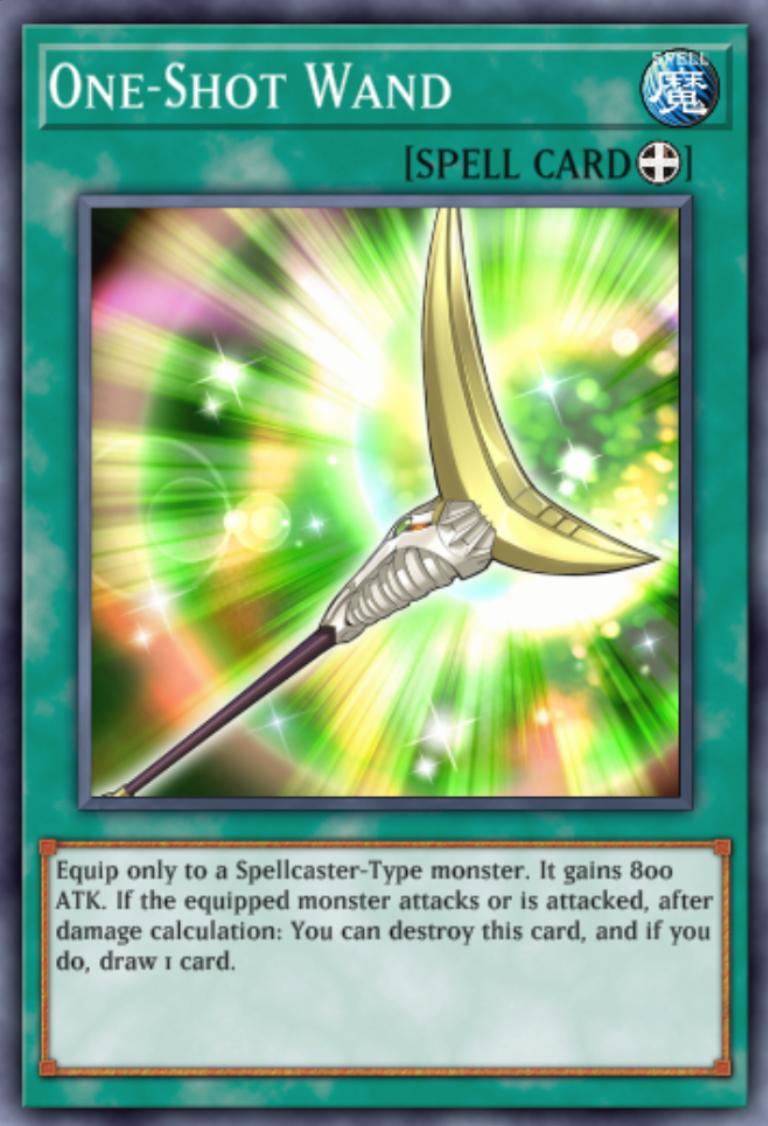 One-Shot Wand
SPELL
魔
[SPELL CARD]
Equip only to a Spellcaster-Type monster. It gains 800
ATK. If the equipped monster attacks or is attacked, after
damage calculation: You can destroy this card, and if you
do, draw 1 card.